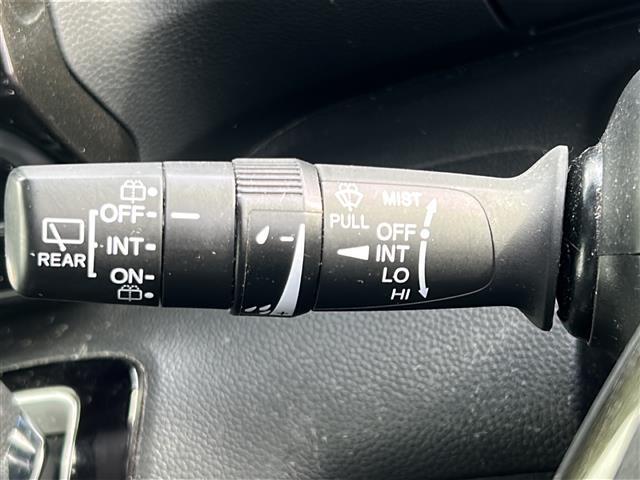 REAR
OFF
INT
ON
PULL
MIST
OFF
INT
LO
HI